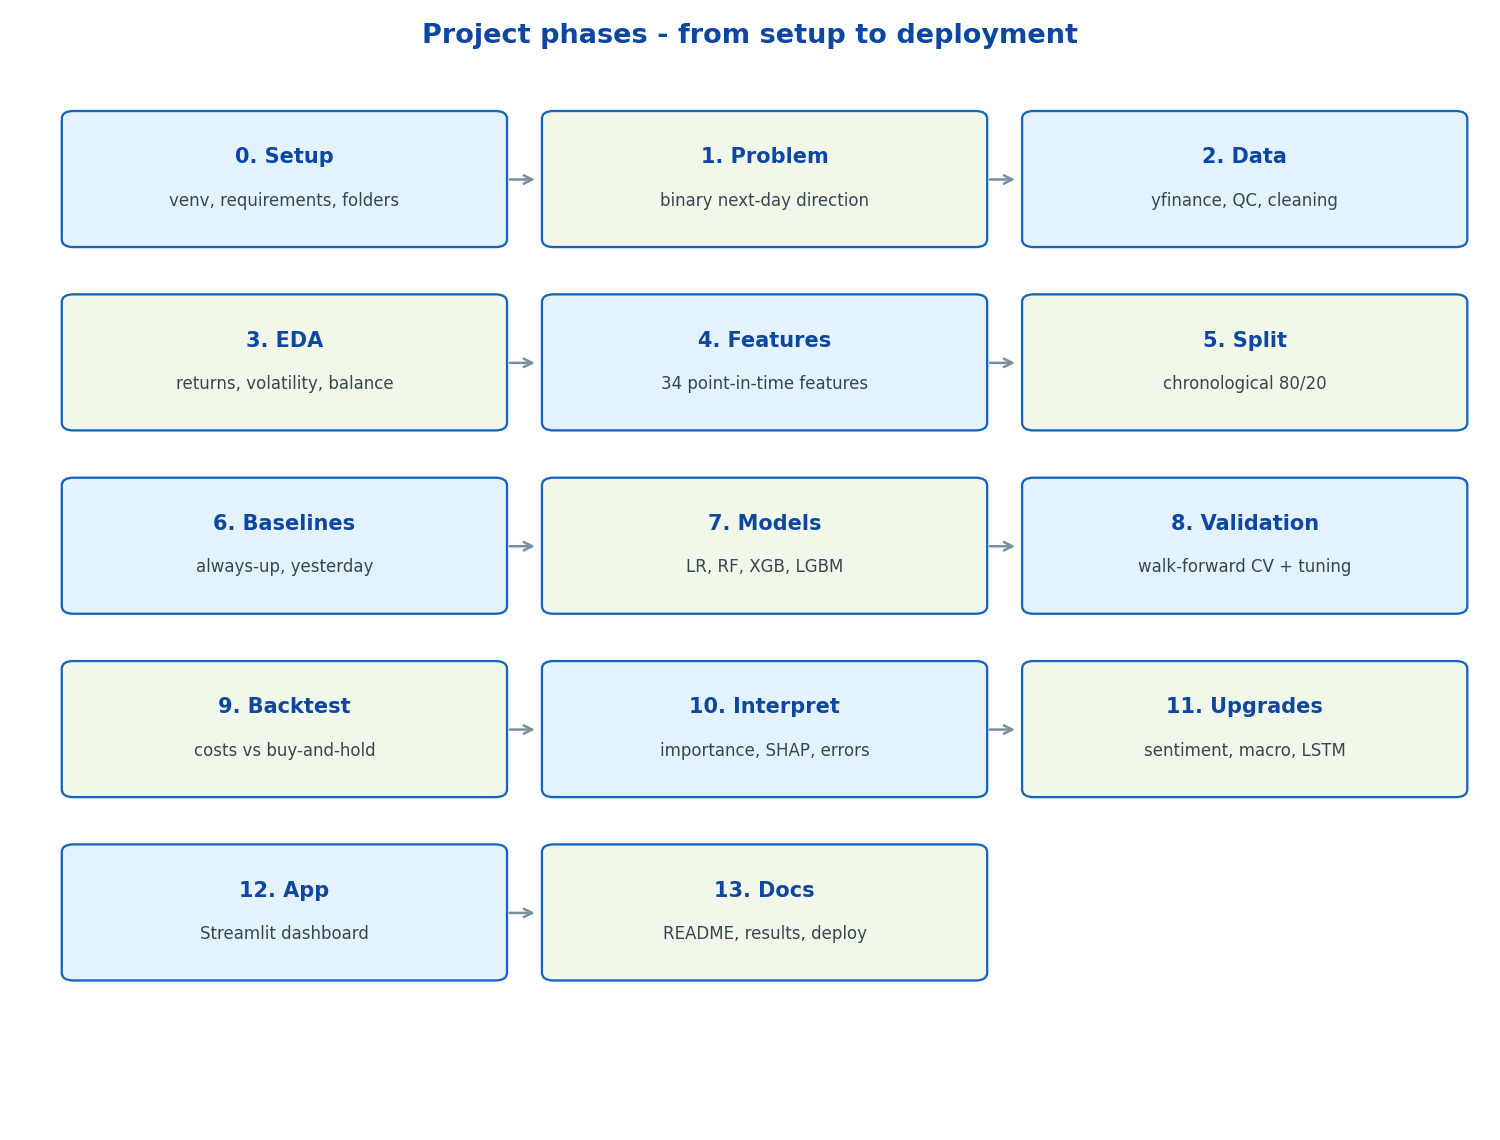 Project phases - from setup to deployment
0. Setup
venv, requirements, folders
1. Problem
binary next-day direction
2. Data
yfinance, QC, cleaning
3. EDA
returns, volatility, balance
4. Features
34 point-in-time features
5. Split
chronological 80/20
6. Baselines
always-up, yesterday
7. Models
LR, RF, XGB, LGBM
8. Validation
walk-forward CV + tuning
9. Backtest
costs vs buy-and-hold
10. Interpret
importance, SHAP, errors
11. Upgrades
sentiment, macro, LSTM
12. App
Streamlit dashboard
13. Docs
README, results, deploy